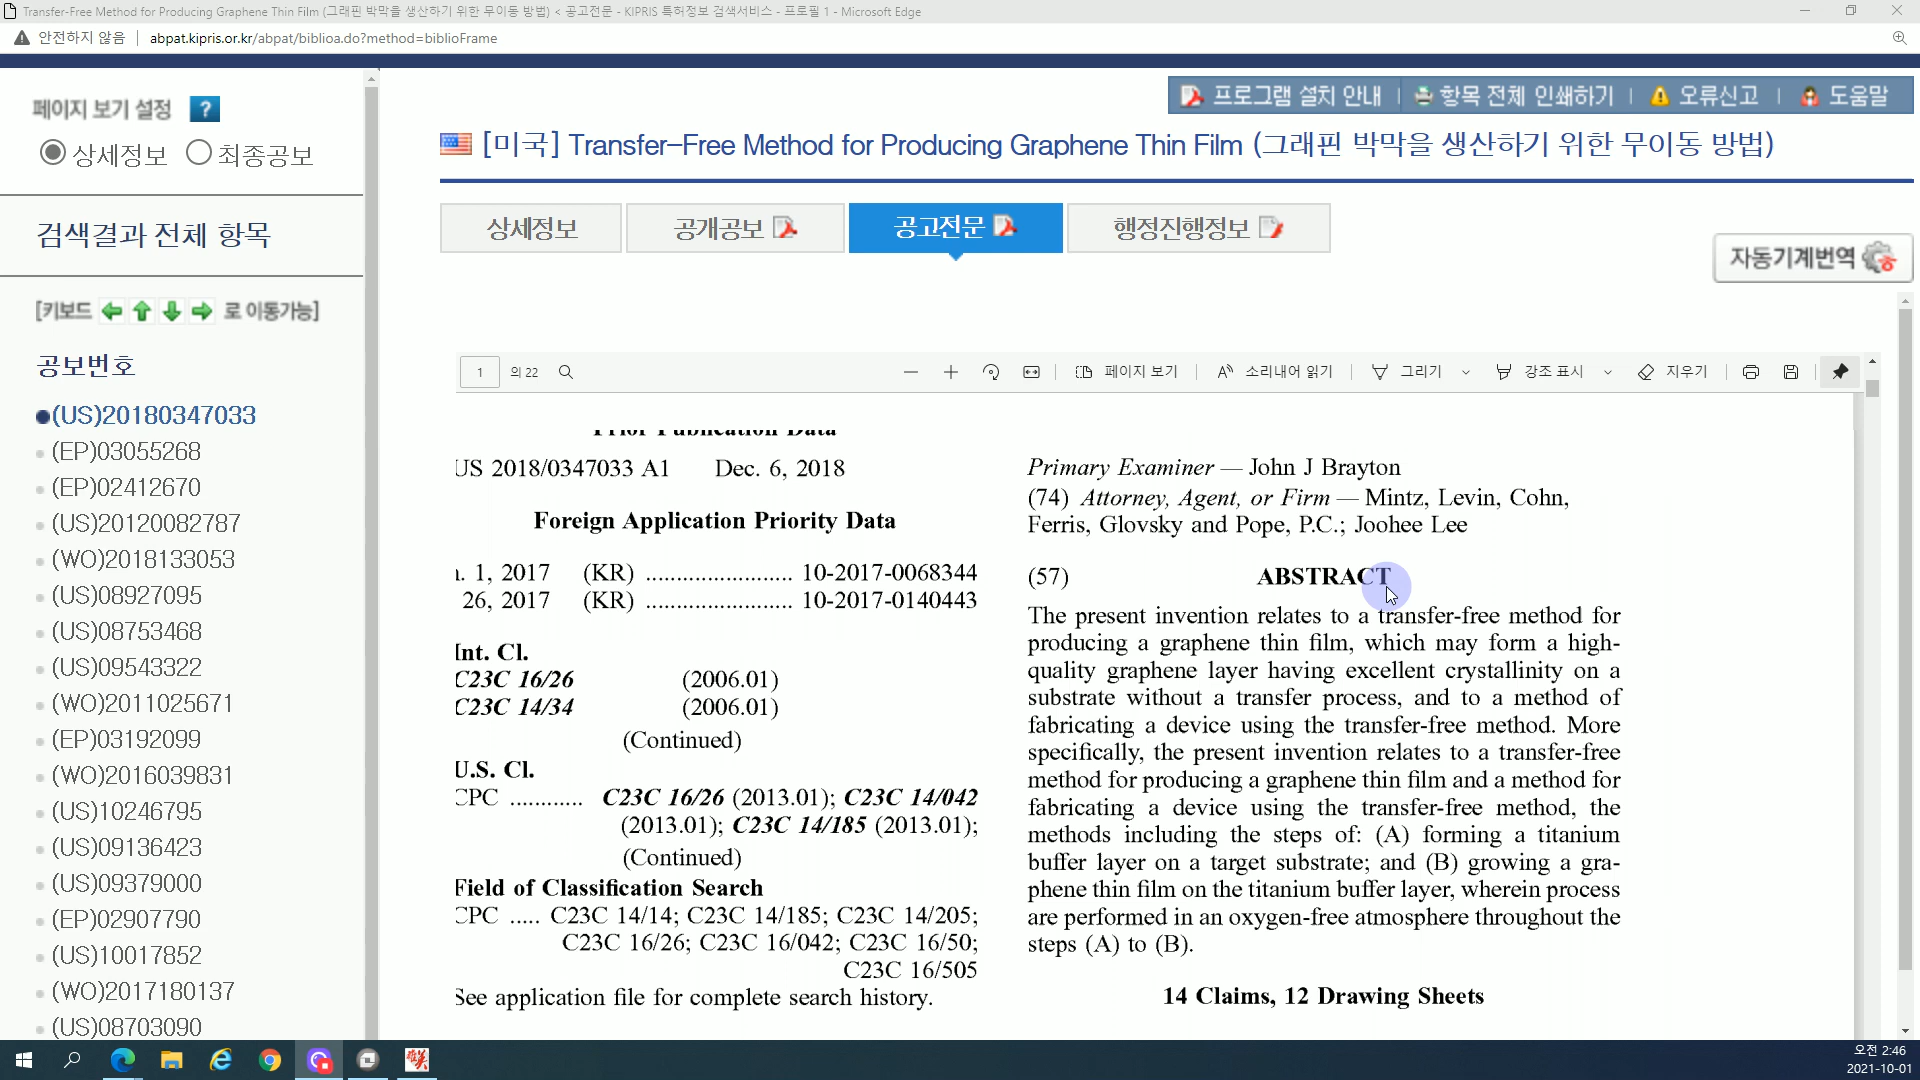 Transfer-Free Method for Producing Graphene Thin Film (그래핀 박막을 생산하기 위한 무이동 방법) < 공고전문 - KIPRIS 특허정보 검색서비스 - 프로필 1 - Microsoft Edge
안전하지 않음 abpat.kipris.or.kr/abpat/biblioa.do?method=biblioFrame
페이지 보기 설정 ?
상세정보 최종공보
검색결과 전체 항목
[키보드 로 이동가능]
공보번호
(US)20180347033
(EP)03055268
(EP)02412670
(US)20120082787
(WO)2018133053
(US)08927095
(US)08753468
(US)09543322
(WO)2011025671
(EP)03192099
(WO)2016039831
(US)10246795
(US)09136423
(US)09379000
(EP)02907790
(US)10017852
(WO)2017180137
(US)08703090
프로그램 설치 안내 | 항목 전체 인쇄하기 | 오류신고 | 도움말
[미국] Transfer-Free Method for Producing Graphene Thin Film (그래핀 박막을 생산하기 위한 무이동 방법)
상세정보 공개공보 공고전문 행정진행정보
자동기계번역
1 의 22 페이지 보기 소리내어 읽기 그리기 강조 표시 지우기
Prior Publication Data
US 2018/0347033 A1 Dec. 6, 2018
Foreign Application Priority Data
1, 2017 (KR) ........................ 10-2017-0068344
26, 2017 (KR) ........................ 10-2017-0140443
Int. Cl.
C23C 16/26 (2006.01)
C23C 14/34 (2006.01)
(Continued)
U.S. Cl.
CPC ............ C23C 16/26 (2013.01); C23C 14/042
(2013.01); C23C 14/185 (2013.01);
(Continued)
Field of Classification Search
CPC ..... C23C 14/14; C23C 14/185; C23C 14/205;
C23C 16/26; C23C 16/042; C23C 16/50;
C23C 16/505
See application file for complete search history.
Primary Examiner — John J Brayton
(74) Attorney, Agent, or Firm — Mintz, Levin, Cohn,
Ferris, Glovsky and Pope, P.C.; Joohee Lee
(57) ABSTRACT
The present invention relates to a transfer-free method for
producing a graphene thin film, which may form a high-
quality graphene layer having excellent crystallinity on a
substrate without a transfer process, and to a method of
fabricating a device using the transfer-free method. More
specifically, the present invention relates to a transfer-free
method for producing a graphene thin film and a method for
fabricating a device using the transfer-free method, the
methods including the steps of: (A) forming a titanium
buffer layer on a target substrate; and (B) growing a gra-
phene thin film on the titanium buffer layer, wherein process
are performed in an oxygen-free atmosphere throughout the
steps (A) to (B).
14 Claims, 12 Drawing Sheets
오전 2:46
2021-10-01